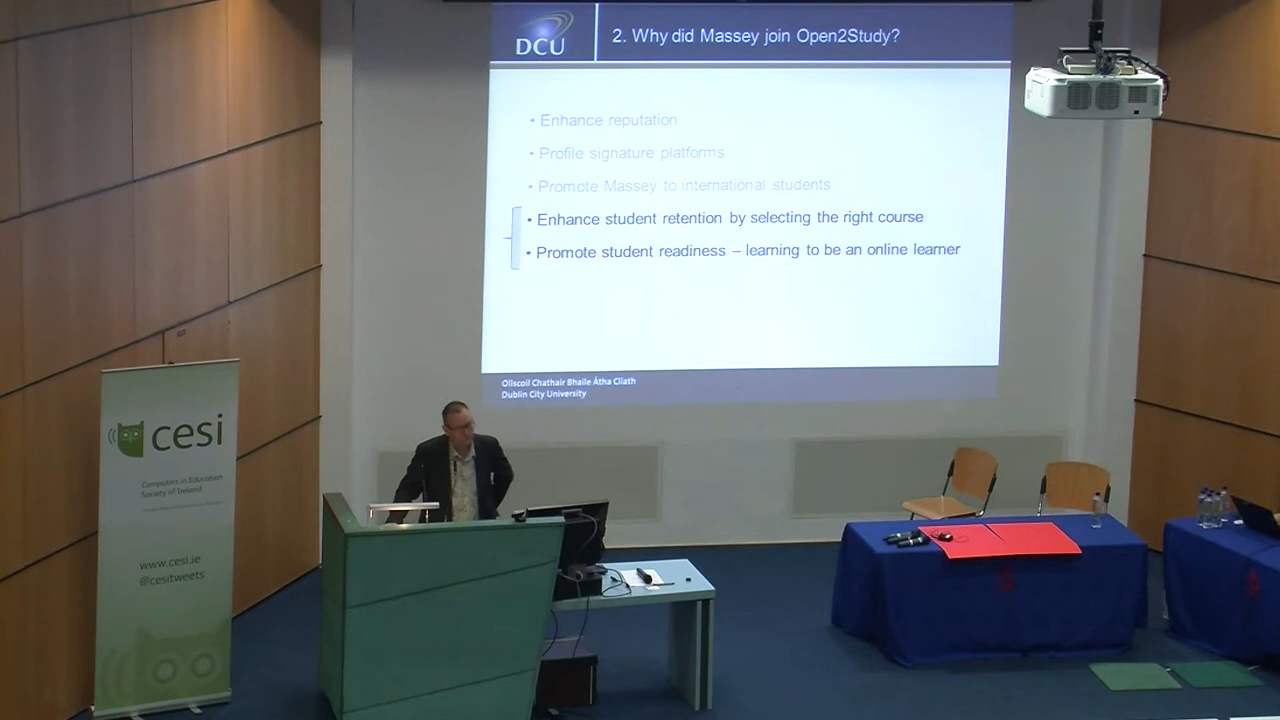 DCU
2. Why did Massey join Open2Study?
• Enhance reputation
• Profile signature platforms
• Promote Massey to international students
• Enhance student retention by selecting the right course
• Promote student readiness – learning to be an online learner
Ollscoil Chathair Bhaile Átha Cliath
Dublin City University
cesi
Computers in Education
Society of Ireland
www.cesi.ie
@cesitweets